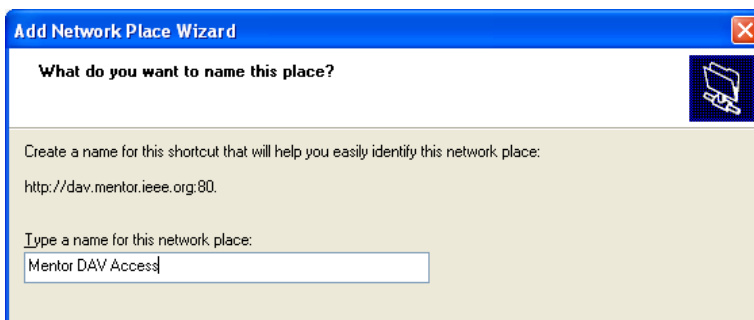 Add Network Place Wizard
What do you want to name this place?
Create a name for this shortcut that will help you easily identify this network place:
http://dav.mentor.ieee.org:80.
Type a name for this network place:
Mentor DAV Access